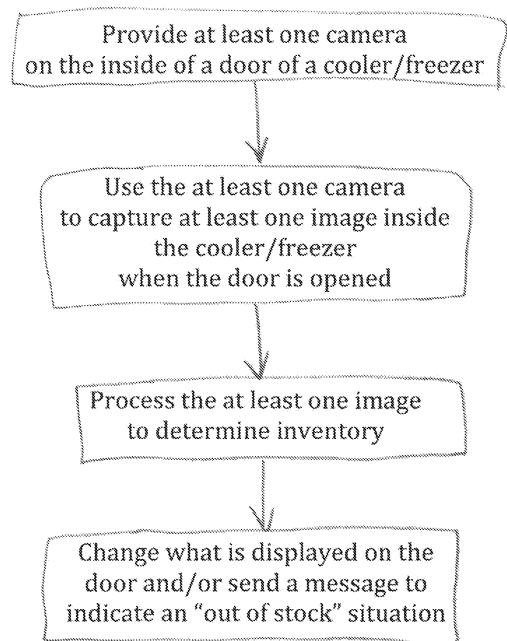 Provide at least one camera
on the inside of a door of a cooler/freezer
Use the at least one camera
to capture at least one image inside
the cooler/freezer
when the door is opened
Process the at least one image
to determine inventory
Change what is displayed on the
door and/or send a message to
indicate an “out of stock” situation